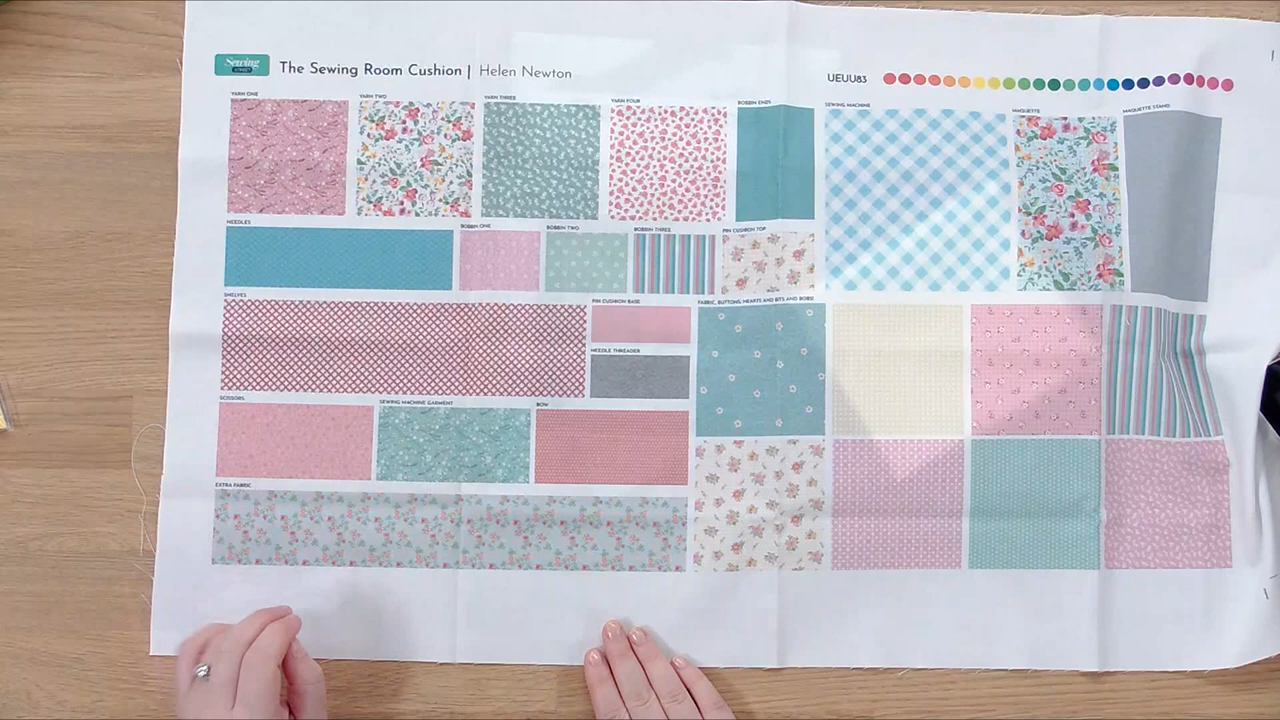 Sewing
STREET
The Sewing Room Cushion | Helen Newton
UEUU83
YARN ONE
YARN TWO
YARN THREE
YARN FOUR
BOBBIN ENDS
SEWING MACHINE
MAQUETTE
MAQUETTE STAND
NEEDLES
BOBBIN ONE
BOBBIN TWO
BOBBIN THREE
PIN CUSHION TOP
SHELVES
PIN CUSHION BASE
FABRIC, BUTTONS, HEARTS AND BITS AND BOBS!
NEEDLE THREADER
SCISSORS
SEWING MACHINE GARMENT
BOW
EXTRA FABRIC